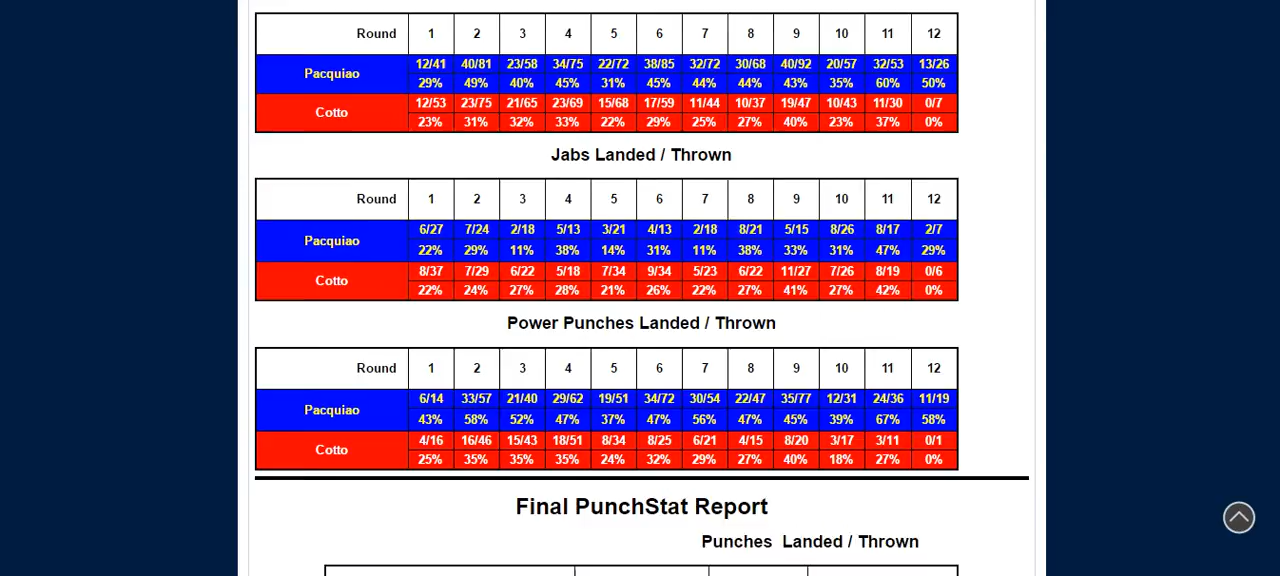 Round 1 2 3 4 5 6 7 8 9 10 11 12
Pacquiao 12/41 40/81 23/58 34/75 22/72 38/85 32/72 30/68 40/92 20/57 32/53 13/26
29% 49% 40% 45% 31% 45% 44% 44% 43% 35% 60% 50%
Cotto 12/53 23/75 21/65 23/69 15/68 17/59 11/44 10/37 19/47 10/43 11/30 0/7
23% 31% 32% 33% 22% 29% 25% 27% 40% 23% 37% 0%
Jabs Landed / Thrown
Round 1 2 3 4 5 6 7 8 9 10 11 12
Pacquiao 6/27 7/24 2/18 5/13 3/21 4/13 2/18 8/21 5/15 8/26 8/17 2/7
22% 29% 11% 38% 14% 31% 11% 38% 33% 31% 47% 29%
Cotto 8/37 7/29 6/22 5/18 7/34 9/34 5/23 6/22 11/27 7/26 8/19 0/6
22% 24% 27% 28% 21% 26% 22% 27% 41% 27% 42% 0%
Power Punches Landed / Thrown
Round 1 2 3 4 5 6 7 8 9 10 11 12
Pacquiao 6/14 33/57 21/40 29/62 19/51 34/72 30/54 22/47 35/77 12/31 24/36 11/19
43% 58% 52% 47% 37% 47% 56% 47% 45% 39% 67% 58%
Cotto 4/16 16/46 15/43 18/51 8/34 8/25 6/21 4/15 8/20 3/17 3/11 0/1
25% 35% 35% 35% 24% 32% 29% 27% 40% 18% 27% 0%
Final PunchStat Report
Punches Landed / Thrown